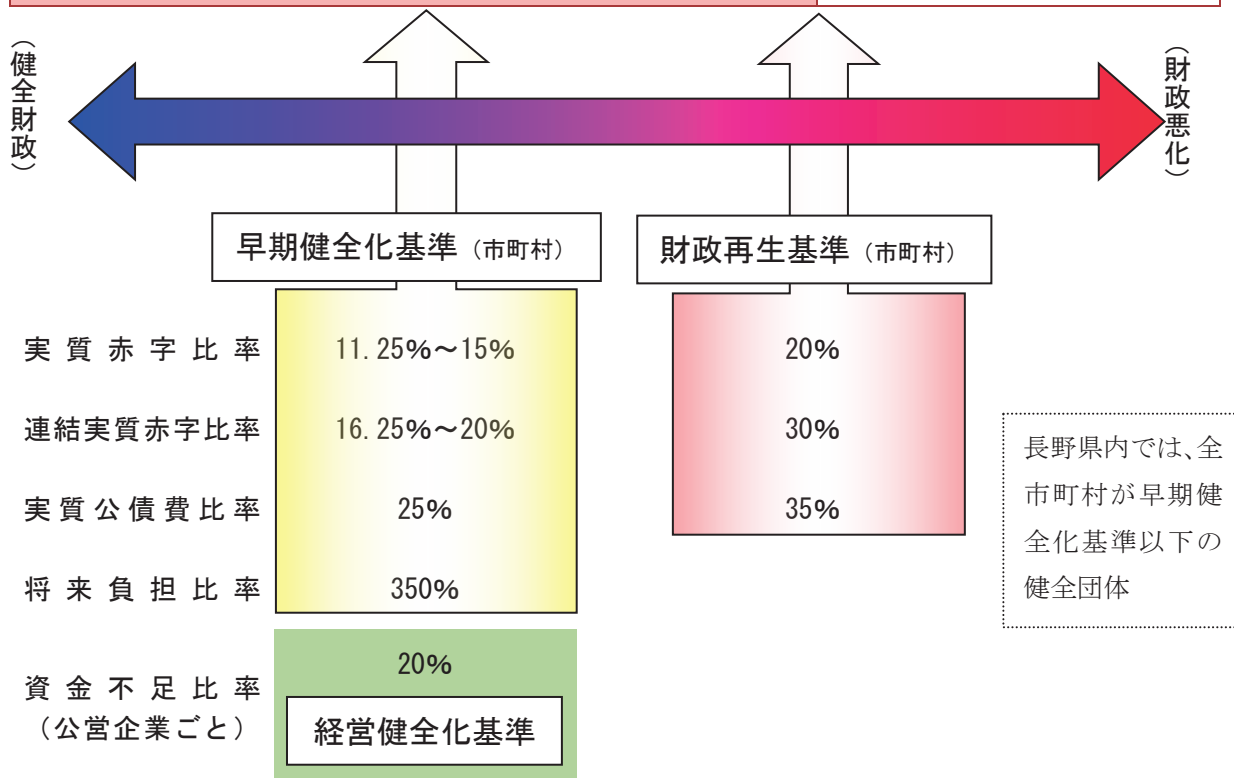 （健全財政）
（財政悪化）
早期健全化基準（市町村）
財政再生基準（市町村）
実質赤字比率 11.25%～15% 20%
連結実質赤字比率 16.25%～20% 30%
実質公債費比率 25% 35%
将来負担比率 350%
資金不足比率
（公営企業ごと）
20%
経営健全化基準
長野県内では、全
市町村が早期健
全化基準以下の
健全団体